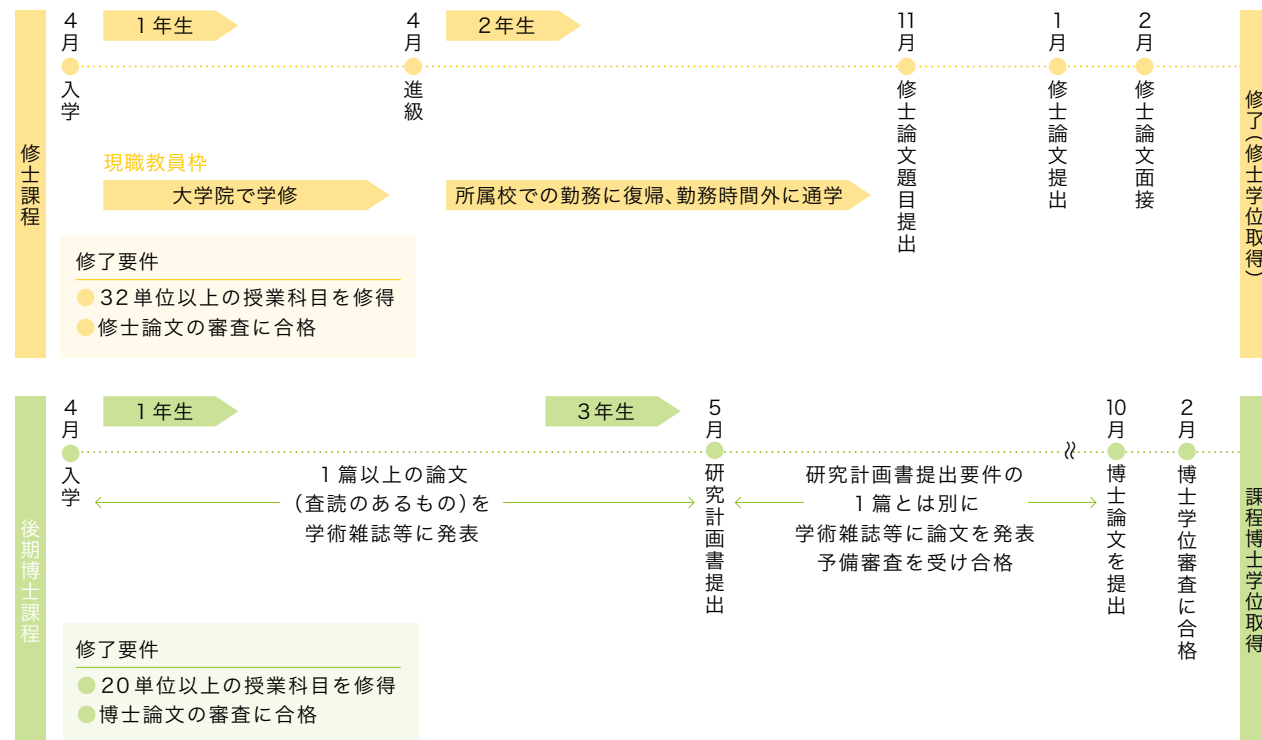 修士課程
4月
入学
1年生
4月
進級
2年生
11月
修士論文題目提出
1月
修士論文提出
2月
修士論文面接
修了(修士学位取得)
現職教員枠
大学院で学修
所属校での勤務に復帰、勤務時間外に通学
修了要件
●32単位以上の授業科目を修得
●修士論文の審査に合格
後期博士課程
4月
入学
1年生
1篇以上の論文
(査読のあるもの)を
学術雑誌等に発表
3年生
5月
研究計画書提出
研究計画書提出要件の
1篇とは別に
学術雑誌等に論文を発表
予備審査を受け合格
10月
博士論文を提出
2月
博士学位審査に合格
課程博士学位取得
修了要件
●20単位以上の授業科目を修得
●博士論文の審査に合格